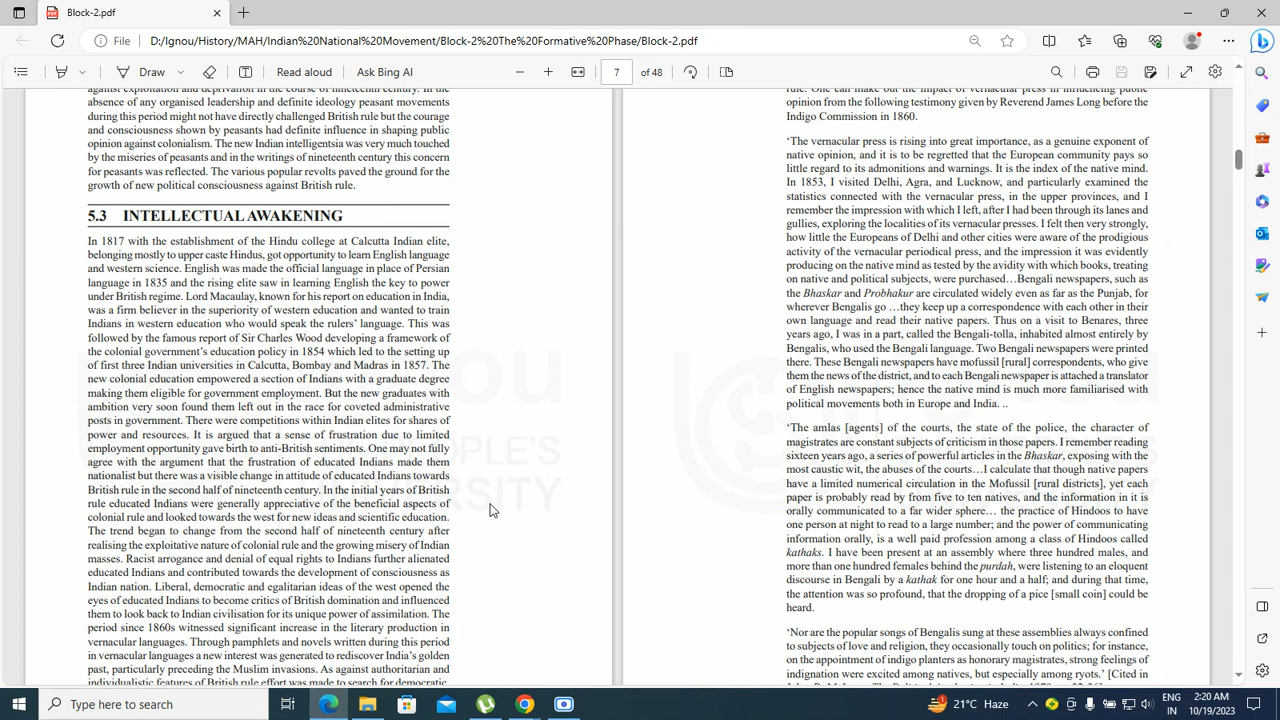 Block-2.pdf
File
D:/Ignou/History/MAH/Indian%20National%20Movement/Block-2%20The%20Formative%20Phase/Block-2.pdf
Draw
Read aloud
Ask Bing AI
7
of 48
against exploitation and deprivation in the course of nineteenth century. In the
absence of any organised leadership and definite ideology peasant movements
during this period might not have directly challenged British rule but the courage
and consciousness shown by peasants had definite influence in shaping public
opinion against colonialism. The new Indian intelligentsia was very much touched
by the miseries of peasants and in the writings of nineteenth century this concern
for peasants was reflected. The various popular revolts paved the ground for the
growth of new political consciousness against British rule.
5.3 INTELLECTUAL AWAKENING
In 1817 with the establishment of the Hindu college at Calcutta Indian elite,
belonging mostly to upper caste Hindus, got opportunity to learn English language
and western science. English was made the official language in place of Persian
language in 1835 and the rising elite saw in learning English the key to power
under British regime. Lord Macaulay, known for his report on education in India,
was a firm believer in the superiority of western education and wanted to train
Indians in western education who would speak the rulers' language. This was
followed by the famous report of Sir Charles Wood developing a framework of
the colonial government's education policy in 1854 which led to the setting up
of first three Indian universities in Calcutta, Bombay and Madras in 1857. The
new colonial education empowered a section of Indians with a graduate degree
making them eligible for government employment. But the new graduates with
ambition very soon found them left out in the race for coveted administrative
posts in government. There were competitions within Indian elites for shares of
power and resources. It is argued that a sense of frustration due to limited
employment opportunity gave birth to anti-British sentiments. One may not fully
agree with the argument that the frustration of educated Indians made them
nationalist but there was a visible change in attitude of educated Indians towards
British rule in the second half of nineteenth century. In the initial years of British
rule educated Indians were generally appreciative of the beneficial aspects of
colonial rule and looked towards the west for new ideas and scientific education.
The trend began to change from the second half of nineteenth century after
realising the exploitative nature of colonial rule and the growing misery of Indian
masses. Racist arrogance and denial of equal rights to Indians further alienated
educated Indians and contributed towards the development of consciousness as
Indian nation. Liberal, democratic and egalitarian ideas of the west opened the
eyes of educated Indians to become critics of British domination and influenced
them to look back to Indian civilisation for its unique power of assimilation. The
period since 1860s witnessed significant increase in the literary production in
vernacular languages. Through pamphlets and novels written during this period
in vernacular languages a new interest was generated to rediscover India's golden
past, particularly preceding the Muslim invasions. As against authoritarian and
individualistic features of British rule effort was made to search for democratic,
rule. One can make out the impact of vernacular press in influencing public
opinion from the following testimony given by Reverend James Long before the
Indigo Commission in 1860.
'The vernacular press is rising into great importance, as a genuine exponent of
native opinion, and it is to be regretted that the European community pays so
little regard to its admonitions and warnings. It is the index of the native mind.
In 1853, I visited Delhi, Agra, and Lucknow, and particularly examined the
statistics connected with the vernacular press, in the upper provinces, and I
remember the impression with which I left, after I had been through its lanes and
gullies, exploring the localities of its vernacular presses. I felt then very strongly,
how little the Europeans of Delhi and other cities were aware of the prodigious
activity of the vernacular periodical press, and the impression it was evidently
producing on the native mind as tested by the avidity with which books, treating
on native and political subjects, were purchased…Bengali newspapers, such as
the Bhaskar and Probhakur are circulated widely even as far as the Punjab, for
wherever Bengalis go …they keep up a correspondence with each other in their
own language and read their native papers. Thus on a visit to Benares, three
years ago, I was in a part, called the Bengali-tolla, inhabited almost entirely by
Bengalis, who used the Bengali language. Two Bengali newspapers were printed
there. These Bengali newspapers have mofussil [rural] correspondents, who give
them the news of the district, and to each Bengali newspaper is attached a translator
of English newspapers; hence the native mind is much more familiarised with
political movements both in Europe and India. ..
'The amlas [agents] of the courts, the state of the police, the character of
magistrates are constant subjects of criticism in those papers. I remember reading
sixteen years ago, a series of powerful articles in the Bhaskar, exposing with the
most caustic wit, the abuses of the courts…I calculate that though native papers
have a limited numerical circulation in the Mofussil [rural districts), yet each
paper is probably read by from five to ten natives, and the information in it is
orally communicated to a far wider sphere… the practice of Hindoos to have
one person at night to read to a large number; and the power of communicating
information orally, is a well paid profession among a class of Hindoos called
kathaks. I have been present at an assembly where three hundred males, and
more than one hundred females behind the purdah, were listening to an eloquent
discourse in Bengali by a kathak for one hour and a half; and during that time,
the attention was so profound, that the dropping of a pice [small coin] could be
heard.
'Nor are the popular songs of Bengalis sung at these assemblies always confined
to subjects of love and religion, they occasionally touch on politics; for instance,
on the appointment of indigo planters as honorary magistrates, strong feelings of
indignation were excited among natives, but especially among ryots.' [Cited in
Type here to search
21°C Haze
ENG
IN
2:20 AM
10/19/2023